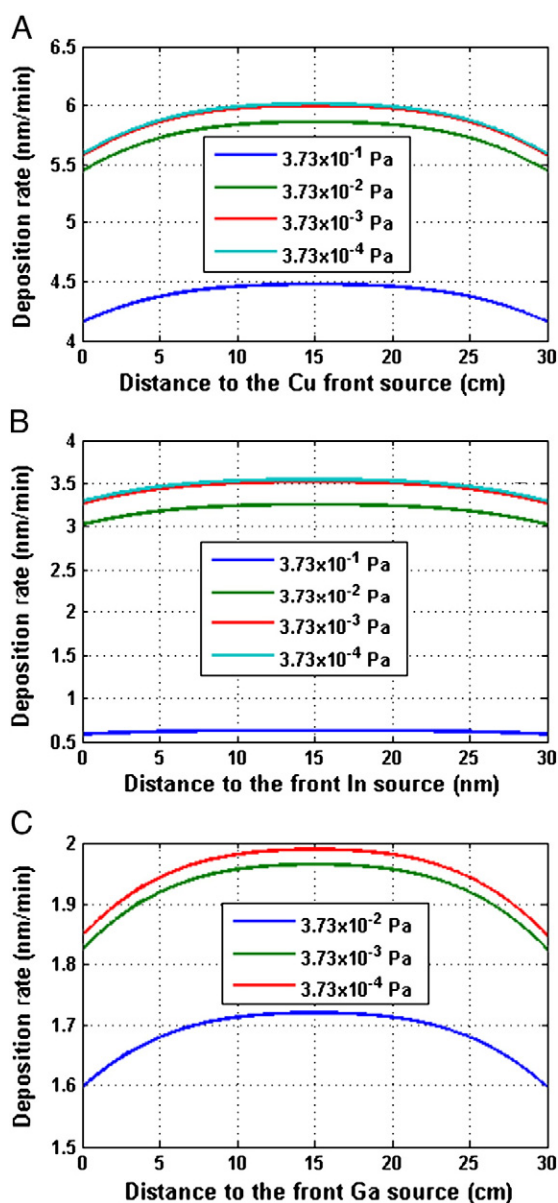 A
Deposition rate (nm/min)
6.5
6
5.5
5
4.5
4
3.73x10⁻¹ Pa
3.73x10⁻² Pa
3.73x10⁻³ Pa
3.73x10⁻⁴ Pa
0 5 10 15 20 25 30
Distance to the Cu front source (cm)
B
Deposition rate (nm/min)
4
3.5
3
2.5
2
1.5
1
0.5
3.73x10⁻¹ Pa
3.73x10⁻² Pa
3.73x10⁻³ Pa
3.73x10⁻⁴ Pa
0 5 10 15 20 25 30
Distance to the front In source (nm)
C
Deposition rate (nm/min)
2
1.9
1.8
1.7
1.6
1.5
3.73x10⁻² Pa
3.73x10⁻³ Pa
3.73x10⁻⁴ Pa
0 5 10 15 20 25 30
Distance to the front Ga source (cm)